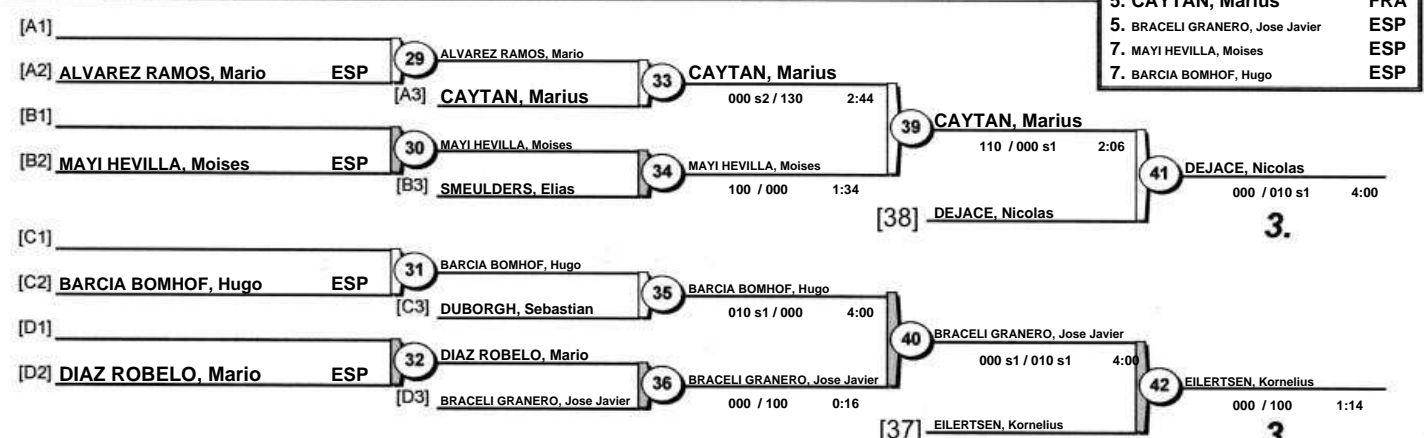 5. CAYTAN, Marius FRA
5. BRACELI GRANERO, Jose Javier ESP
7. MAYI HEVILLA, Moises ESP
7. BARCIA BOMHOF, Hugo ESP
[A1]
29 ALVAREZ RAMOS, Mario
[A2] ALVAREZ RAMOS, Mario ESP
33 CAYTAN, Marius
[A3] CAYTAN, Marius
000 s2 / 130 2:44
[B1]
39 CAYTAN, Marius
30 MAYI HEVILLA, Moises
110 / 000 s1 2:06
[B2] MAYI HEVILLA, Moises ESP
34 MAYI HEVILLA, Moises
41 DEJACE, Nicolas
[B3] SMEULDERS, Elias
100 / 000 1:34
000 / 010 s1 4:00
[38] DEJACE, Nicolas
3.
[C1]
31 BARCIA BOMHOF, Hugo
[C2] BARCIA BOMHOF, Hugo ESP
35 BARCIA BOMHOF, Hugo
[C3] DUBORGH, Sebastian
010 s1 / 000 4:00
[D1]
40 BRACELI GRANERO, Jose Javier
32 DIAZ ROBELO, Mario
000 s1 / 010 s1 4:00
[D2] DIAZ ROBELO, Mario ESP
36 BRACELI GRANERO, Jose Javier
42 EILERTSEN, Kornelius
[D3] BRACELI GRANERO, Jose Javier
000 / 100 0:16
000 / 100 1:14
[37] EILERTSEN, Kornelius
3.